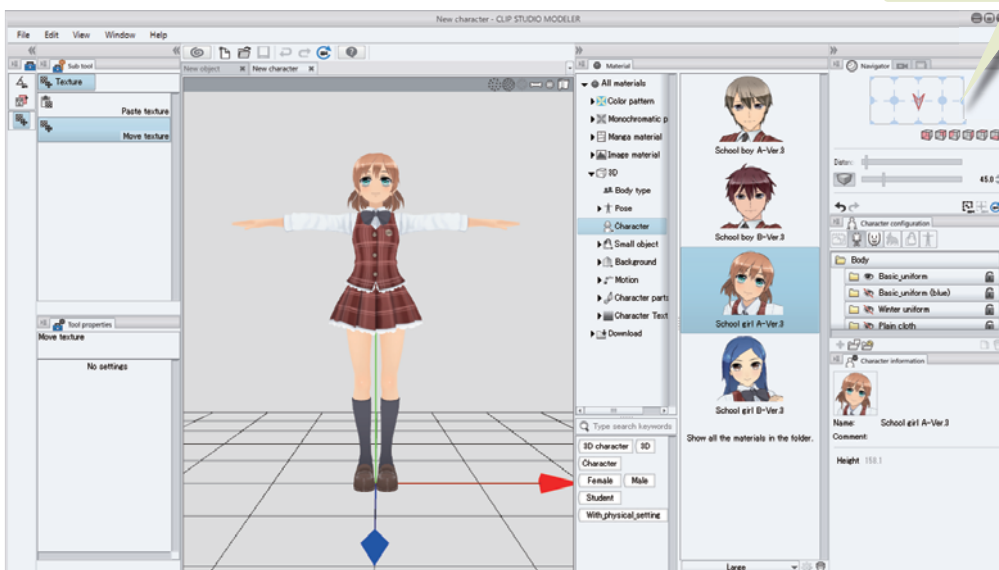 New character - CLIP STUDIO MODELER
File Edit View Window Help
Sub tool
Texture
Paste texture
Move texture
Tool properties
Move texture
No settings
New object
New character
Material
All materials
Color pattern
Monochromatic p
Manga material
Image material
3D
Body type
Pose
Character
Small object
Background
Motion
Character parts
Character Text
Download
Type search keywords
3D character 3D
Character
Female Male
Student
With_physical_setting
School boy A-Ver.3
School boy B-Ver.3
School girl A-Ver.3
School girl B-Ver.3
Show all the materials in the folder.
Large
Navigator
45.0
Character configuration
Body
Basic_uniform
Basic_uniform (blue)
Winter uniform
Plain cloth
Character information
Name: School girl A-Ver.3
Comment:
Height 158.1